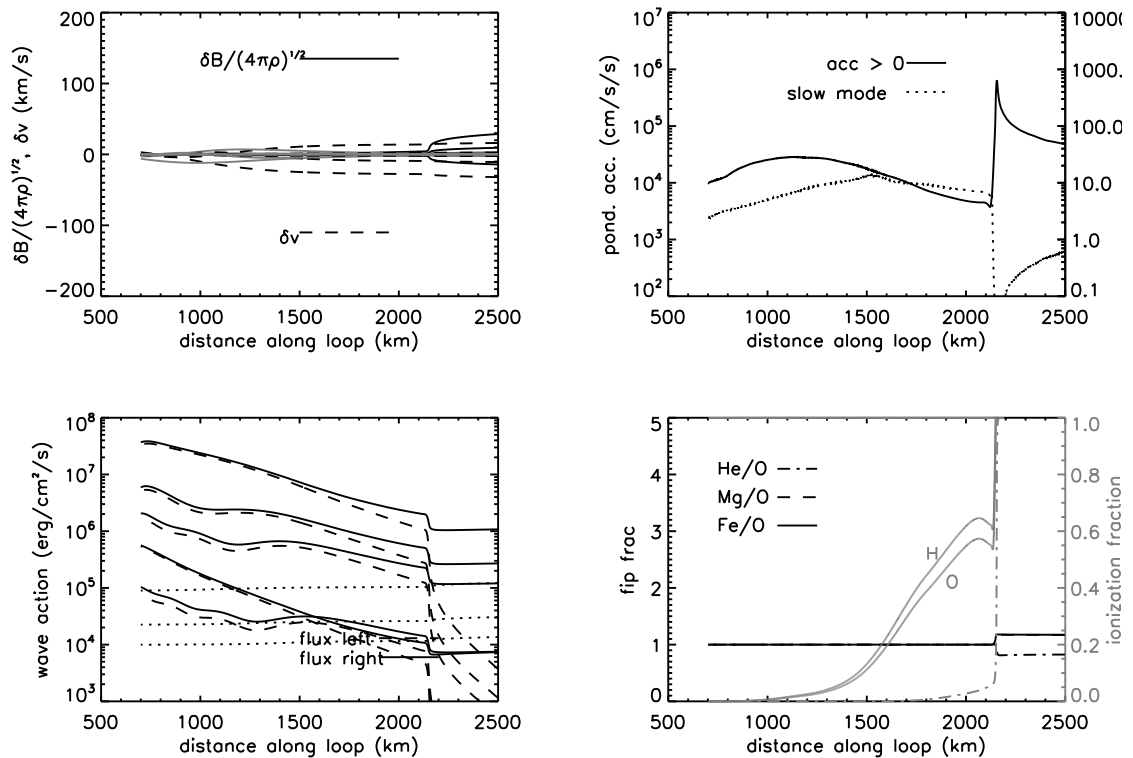 200
100
0
−100
−200
δB/(4πρ)^{1/2}, δv (km/s)
δB/(4πρ)^{1/2}
δv
500 1000 1500 2000 2500
distance along loop (km)
10^7
10^6
10^5
10^4
10^3
10^2
pond. acc. (cm/s/s)
acc > 0
slow mode
10000
1000.
100.0
10.0
1.0
0.1
500 1000 1500 2000 2500
distance along loop (km)
10^8
10^7
10^6
10^5
10^4
10^3
wave action (erg/cm^2/s)
flux left
flux right
500 1000 1500 2000 2500
distance along loop (km)
5
4
3
2
1
0
fip frac
He/O
Mg/O
Fe/O
H
O
1.0
0.8
0.6
0.4
0.2
0.0
ionization fraction
500 1000 1500 2000 2500
distance along loop (km)